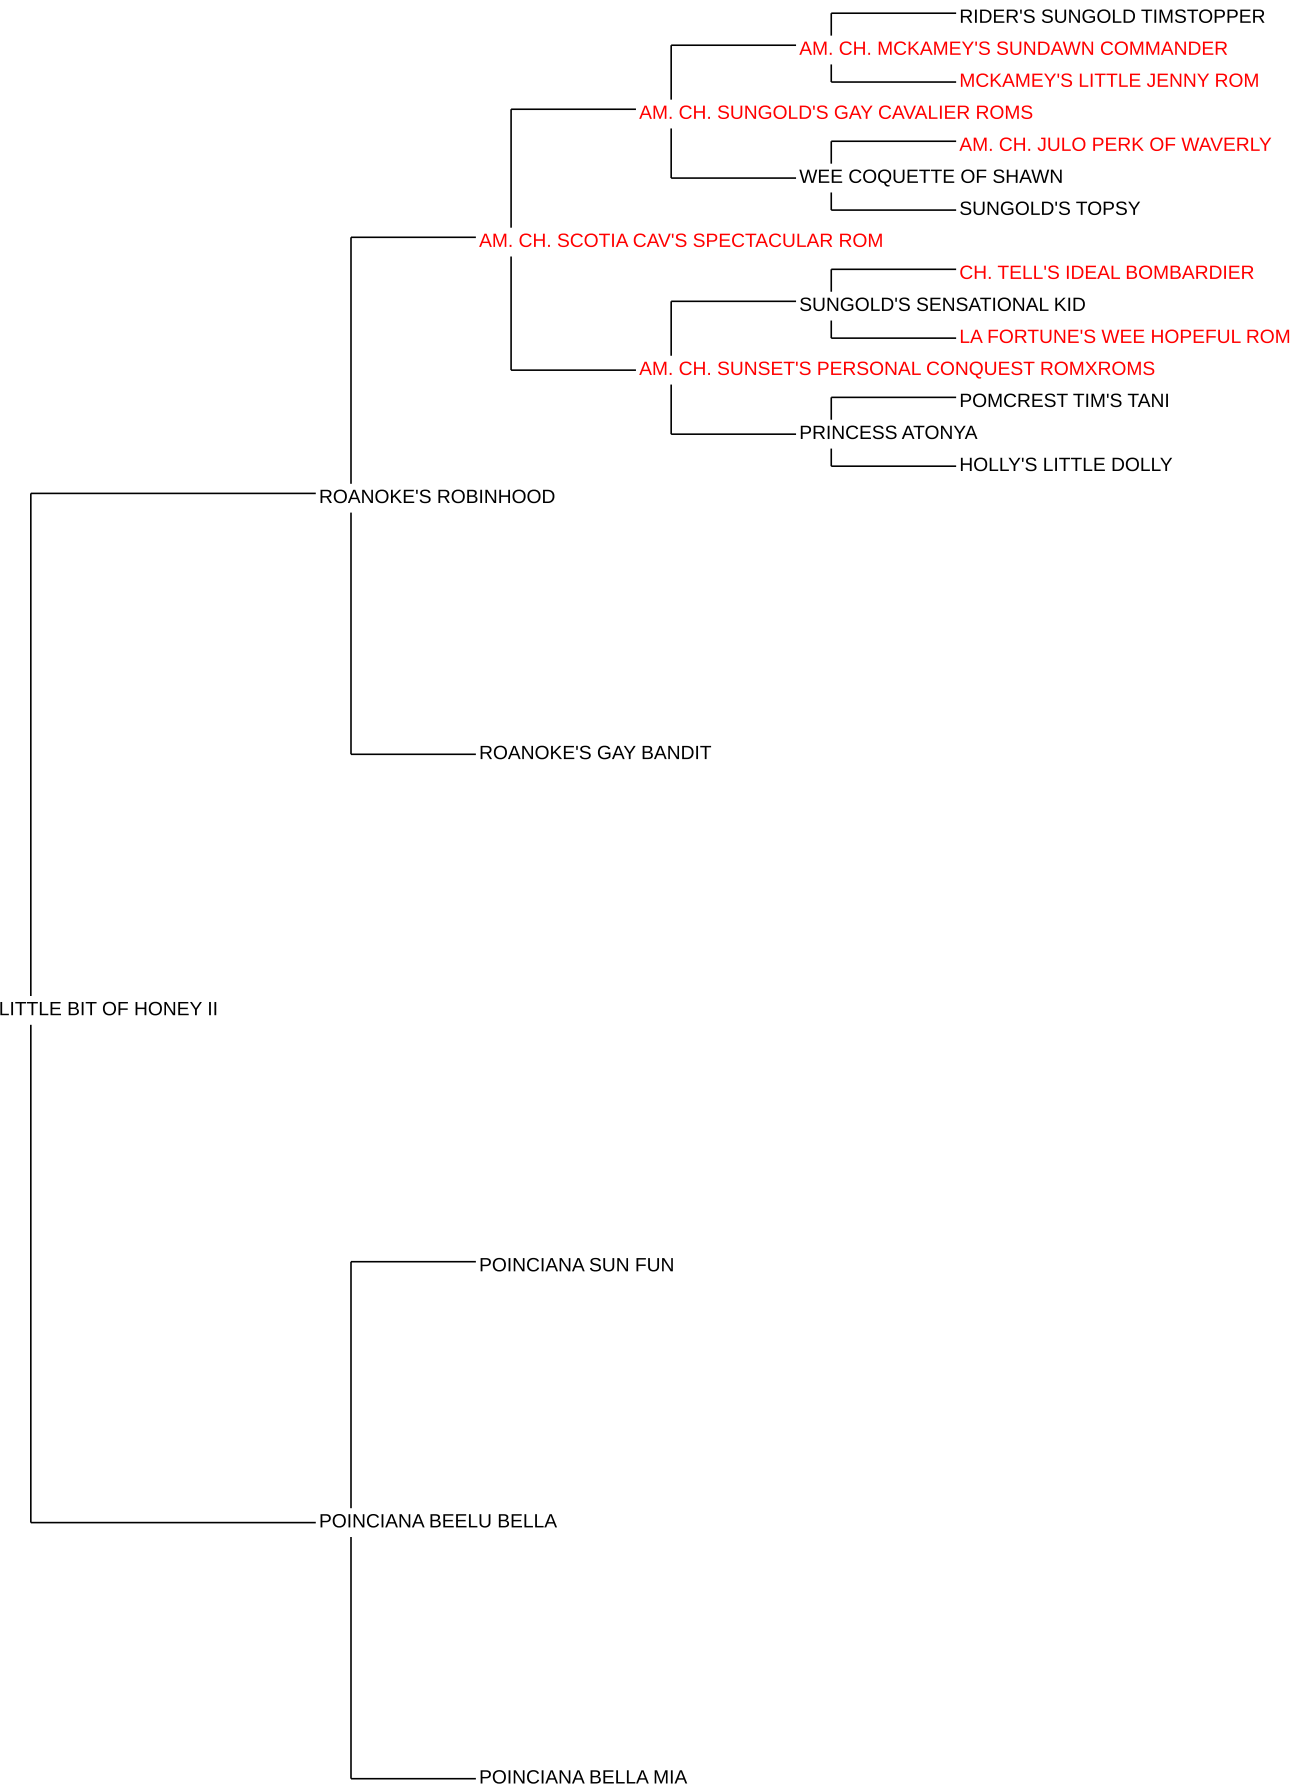 RIDER'S SUNGOLD TIMSTOPPER
AM. CH. MCKAMEY'S SUNDAWN COMMANDER
MCKAMEY'S LITTLE JENNY ROM
AM. CH. SUNGOLD'S GAY CAVALIER ROMS
AM. CH. JULO PERK OF WAVERLY
WEE COQUETTE OF SHAWN
SUNGOLD'S TOPSY
AM. CH. SCOTIA CAV'S SPECTACULAR ROM
CH. TELL'S IDEAL BOMBARDIER
SUNGOLD'S SENSATIONAL KID
LA FORTUNE'S WEE HOPEFUL ROM
AM. CH. SUNSET'S PERSONAL CONQUEST ROMXROMS
POMCREST TIM'S TANI
PRINCESS ATONYA
HOLLY'S LITTLE DOLLY
ROANOKE'S ROBINHOOD
ROANOKE'S GAY BANDIT
LITTLE BIT OF HONEY II
POINCIANA SUN FUN
POINCIANA BEELU BELLA
POINCIANA BELLA MIA